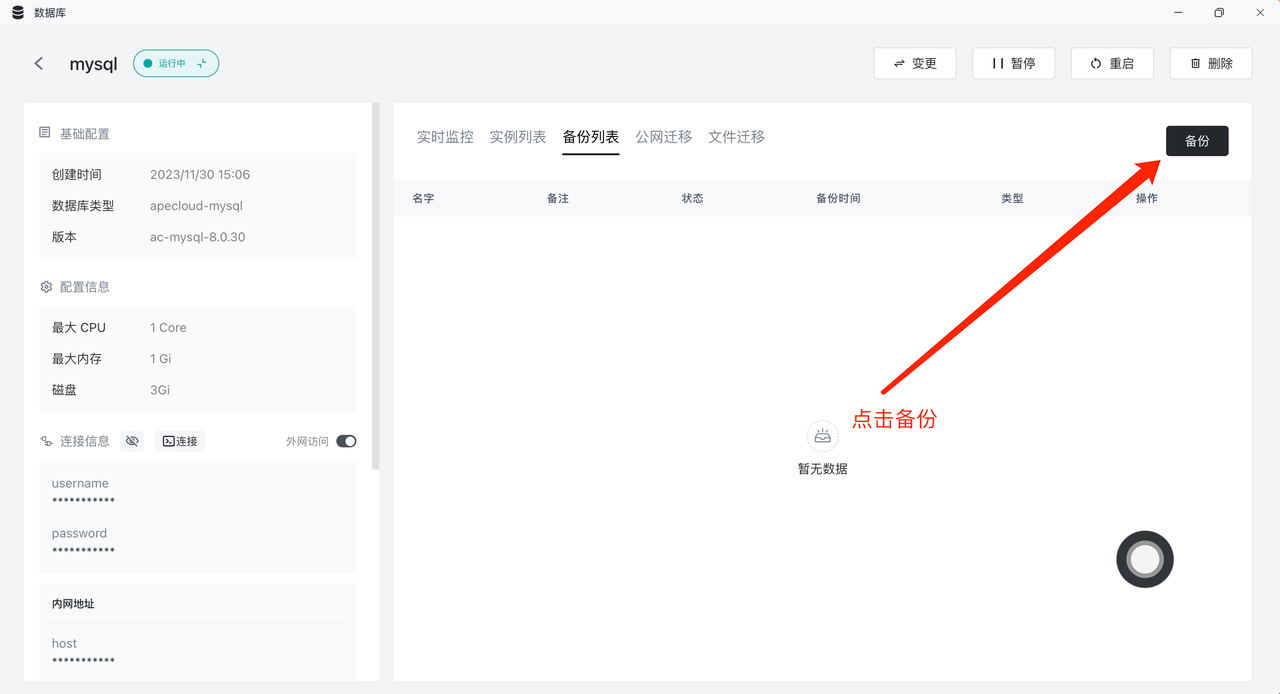 数据库
mysql
运行中
变更
暂停
重启
删除
基础配置
创建时间 2023/11/30 15:06
数据库类型 apecloud-mysql
版本 ac-mysql-8.0.30
配置信息
最大 CPU 1 Core
最大内存 1 Gi
磁盘 3Gi
连接信息 连接 外网访问
username
***********
password
***********
内网地址
host
***********
实时监控 实例列表 备份列表 公网迁移 文件迁移
备份
名字 备注 状态 备份时间 类型 操作
点击备份
暂无数据